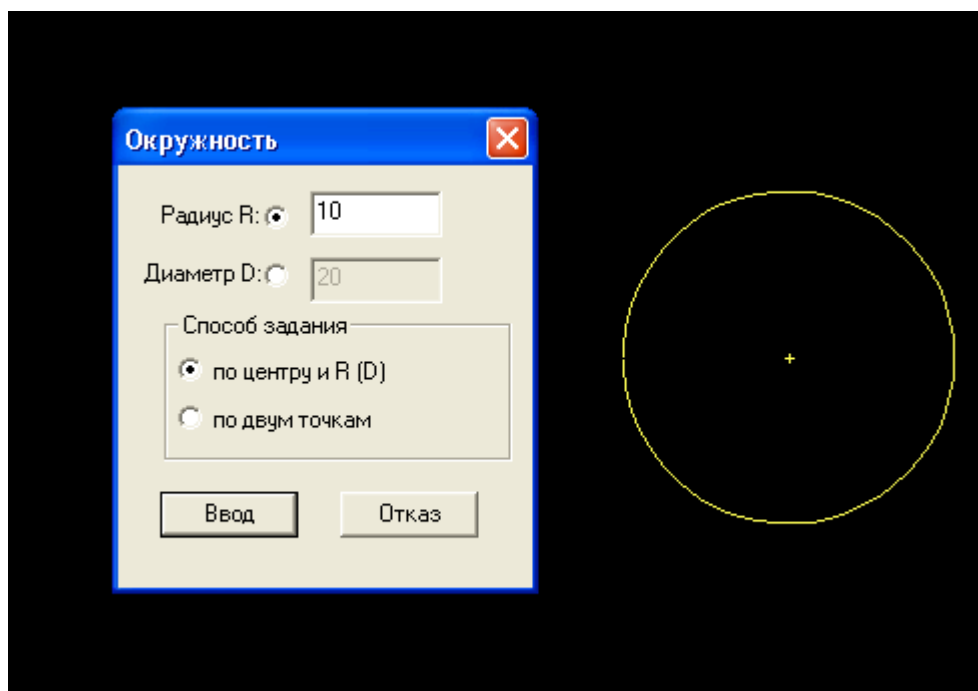 Окружность
Радиус R: 10
Диаметр D: 20
Способ задания
по центру и R (D)
по двум точкам
Ввод Отказ